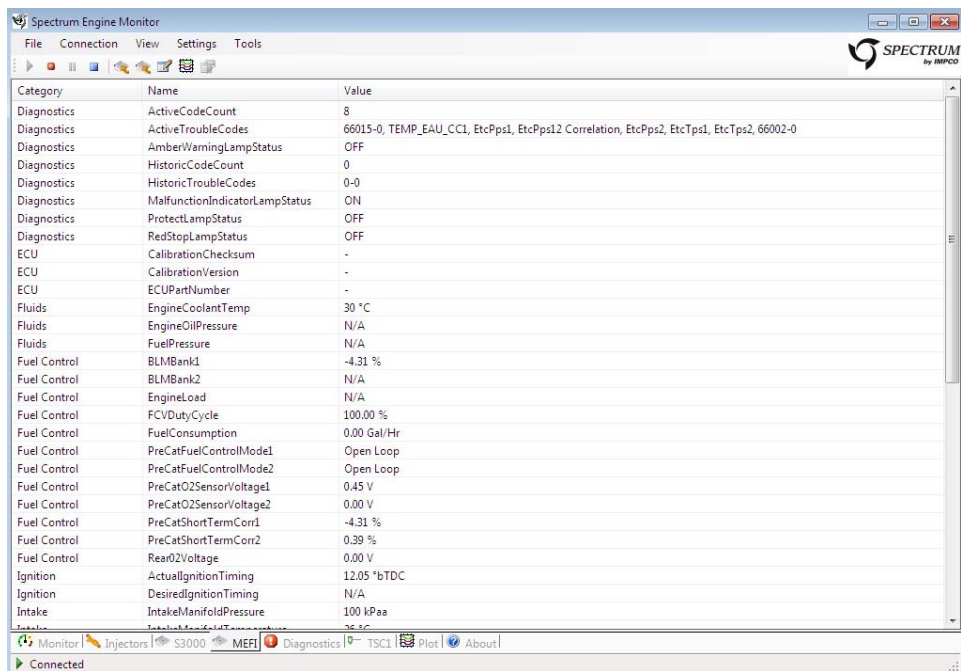 Spectrum Engine Monitor
File Connection View Settings Tools
SPECTRUM
by IMPCO
Category Name Value
Diagnostics ActiveCodeCount 8
Diagnostics ActiveTroubleCodes 66015-0, TEMP_EAU_CC1, EtcPps1, EtcPps12 Correlation, EtcPps2, EtcTps1, EtcTps2, 66002-0
Diagnostics AmberWarningLampStatus OFF
Diagnostics HistoricCodeCount 0
Diagnostics HistoricTroubleCodes 0-0
Diagnostics MalfunctionIndicatorLampStatus ON
Diagnostics ProtectLampStatus OFF
Diagnostics RedStopLampStatus OFF
ECU CalibrationChecksum -
ECU CalibrationVersion -
ECU ECUPartNumber -
Fluids EngineCoolantTemp 30 °C
Fluids EngineOilPressure N/A
Fluids FuelPressure N/A
Fuel Control BLMBank1 -4.31 %
Fuel Control BLMBank2 N/A
Fuel Control EngineLoad N/A
Fuel Control FCVDutyCycle 100.00 %
Fuel Control FuelConsumption 0.00 Gal/Hr
Fuel Control PreCatFuelControlMode1 Open Loop
Fuel Control PreCatFuelControlMode2 Open Loop
Fuel Control PreCatO2SensorVoltage1 0.45 V
Fuel Control PreCatO2SensorVoltage2 0.00 V
Fuel Control PreCatShortTermCorr1 -4.31 %
Fuel Control PreCatShortTermCorr2 0.39 %
Fuel Control Rear02Voltage 0.00 V
Ignition ActualIgnitionTiming 12.05 °bTDC
Ignition DesiredIgnitionTiming N/A
Intake IntakeManifoldPressure 100 kPaa
Intake IntakeManifoldTemperature 26 °C
Monitor Injectors S3000 MEFI Diagnostics TSC1 Plot About
Connected